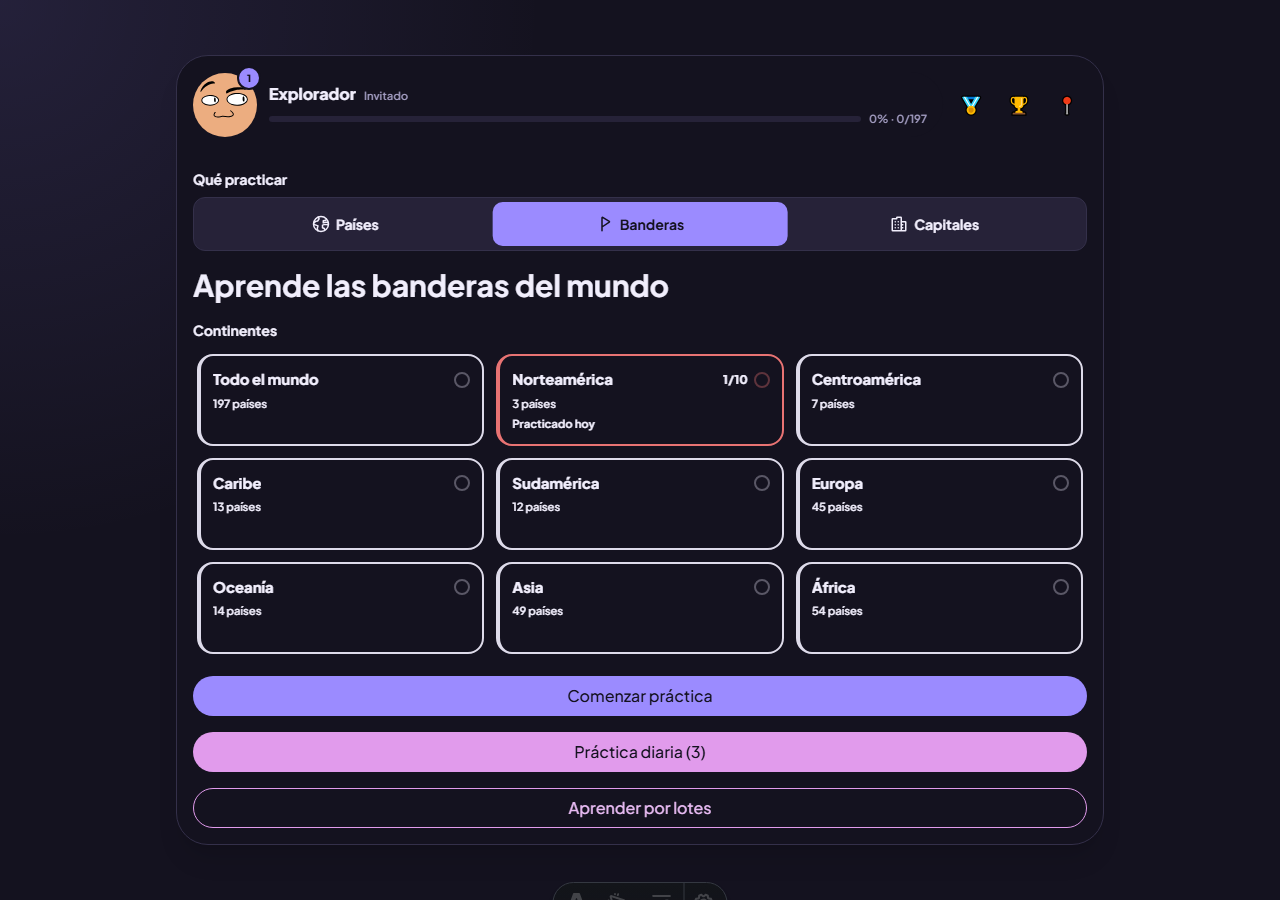 1
Explorador Invitado
0% · 0/197
Qué practicar
Países
Banderas
Capitales
Aprende las banderas del mundo
Continentes
Todo el mundo
197 países
Norteamérica 1/10
3 países
Practicado hoy
Centroamérica
7 países
Caribe
13 países
Sudamérica
12 países
Europa
45 países
Oceanía
14 países
Asia
49 países
África
54 países
Comenzar práctica
Práctica diaria (3)
Aprender por lotes